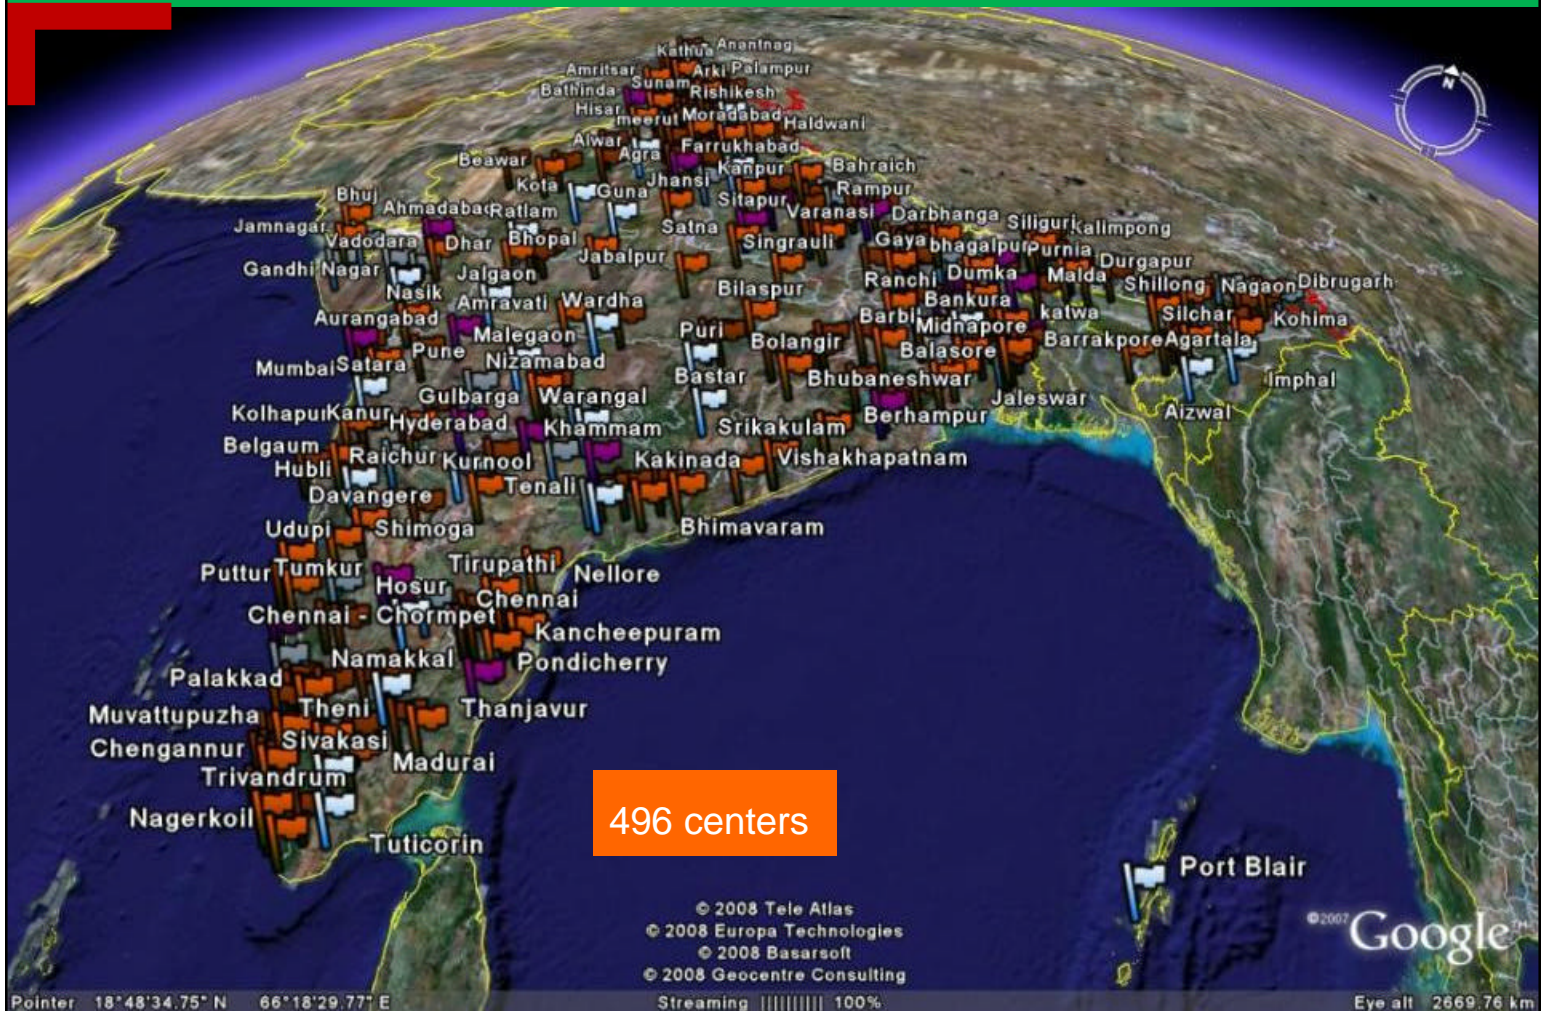 Kathua Anantnag
Amritsar Arki Palampur
Bathinda Sunam Rishikesh
Hisar meerut Moradabad Haldwani
Alwar Agra Farrukhabad
Beawar Kanpur Bahraich
Kota Guna Jhansi Rampur
Bhuj Sitapur
Ahmadabad Ratlam Varanasi Darbhanga
Jamnagar Satna Siliguri Kalimpong
Vadodara Dhar Bhopal Singrauli Gaya bhagalpur Purnia
Jabalpur Durgapur
Gandhi Nagar Jalgaon Ranchi Dumka Malda
Nasik Bilaspur Shillong Nagaon Dibrugarh
Amravati Wardha Bankura
Aurangabad Barbil katwa Silchar Kohima
Malegaon Puri Midnapore
Pune Bolangir Barrakpore Agartala
Mumbai Satara Nizamabad Balasore
Bastar Bhubaneshwar Imphal
Gulbarga Warangal Jaleswar
Kolhapur Kanur Hyderabad Berhampur Aizwal
Khammam Srikakulam
Belgaum Raichur Kurnool Kakinada Vishakhapatnam
Hubli
Davangere Tenali
Udupi Shimoga Bhimavaram
Puttur Tumkur Tirupathi Nellore
Hosur Chennai
Chennai - Chormpet
Kancheepuram
Namakkal Pondicherry
Palakkad
Muvattupuzha Theni Thanjavur
Chengannur Sivakasi
Trivandrum Madurai
Nagerkoil
Tuticorin
496 centers
Port Blair
N
© 2008 Tele Atlas
© 2008 Europa Technologies
© 2008 Basarsoft
© 2008 Geocentre Consulting
©2007 Google™
Pointer 18°48'34.75" N 66°18'29.77" E Streaming |||||||||| 100% Eye alt 2669.76 km